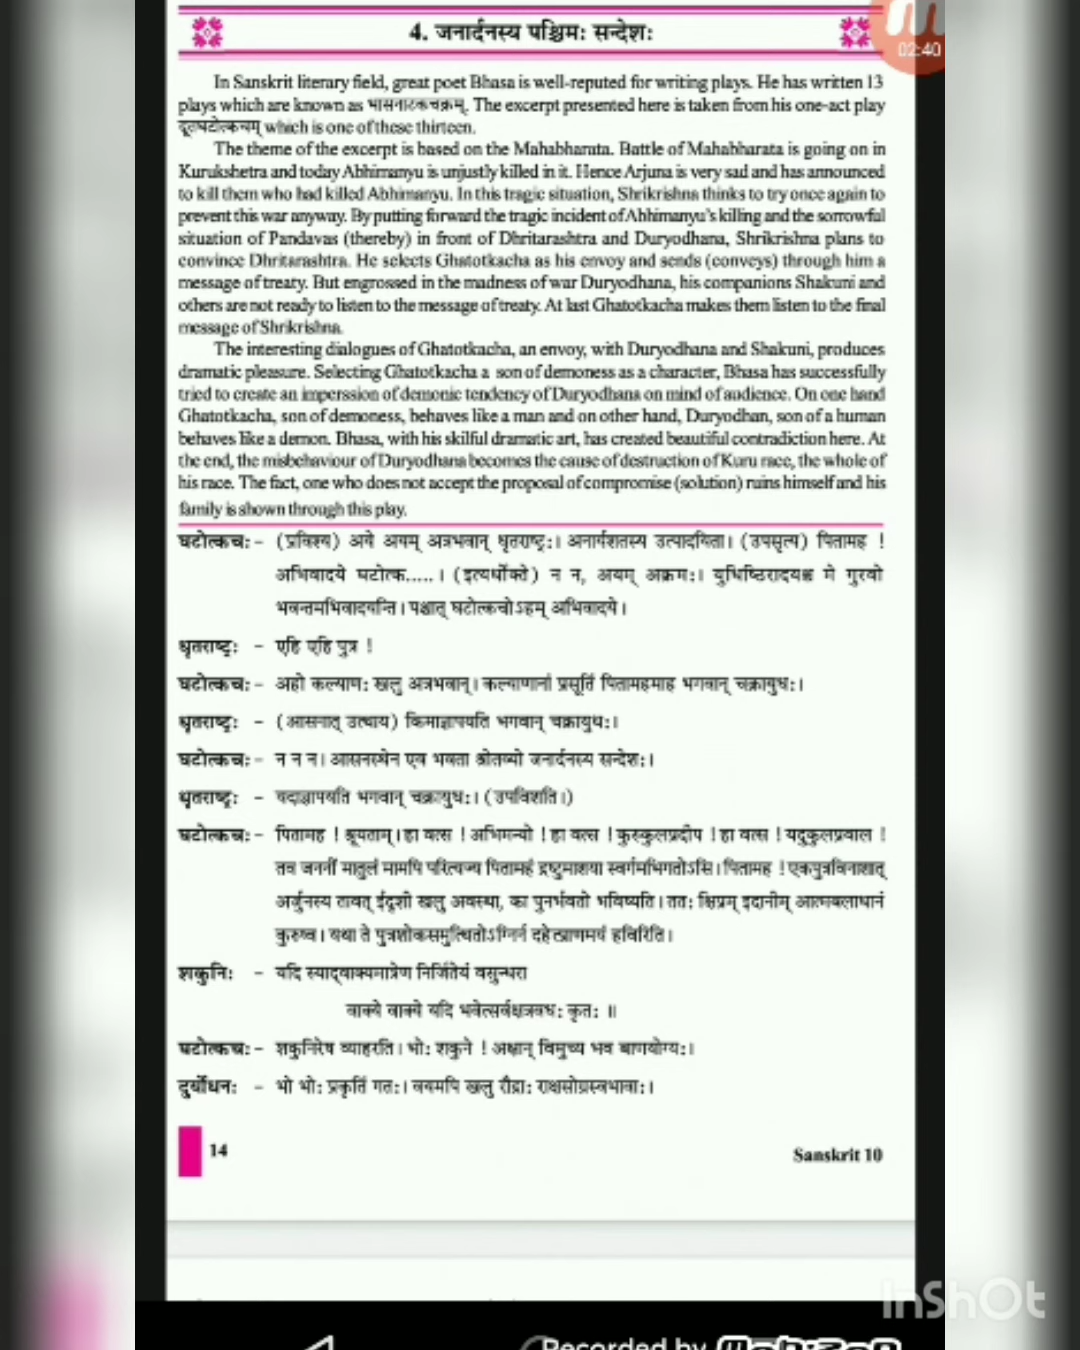 4. जनार्दनस्य पश्चिमः सन्देशः
02:40
In Sanskrit literary field, great poet Bhasa is well-reputed for writing plays. He has written 13
plays which are known as भासनाटकचक्रम्. The excerpt presented here is taken from his one-act play
दूतघटोत्कचम् which is one of these thirteen.
The theme of the excerpt is based on the Mahabharata. Battle of Mahabharata is going on in
Kurukshetra and today Abhimanyu is unjustly killed in it. Hence Arjuna is very sad and has announced
to kill them who had killed Abhimanyu. In this tragic situation, Shrikrishna thinks to try once again to
prevent this war anyway. By putting forward the tragic incident of Abhimanyu's killing and the sorrowful
situation of Pandavas (thereby) in front of Dhritarashtra and Duryodhana, Shrikrishna plans to
convince Dhritarashtra. He selects Ghatotkacha as his envoy and sends (conveys) through him a
message of treaty. But engrossed in the madness of war Duryodhana, his companions Shakuni and
others are not ready to listen to the message of treaty. At last Ghatotkacha makes them listen to the final
message of Shrikrishna.
The interesting dialogues of Ghatotkacha, an envoy, with Duryodhana and Shakuni, produces
dramatic pleasure. Selecting Ghatotkacha a son of demoness as a character, Bhasa has successfully
tried to create an imperssion of demonic tendency of Duryodhana on mind of audience. On one hand
Ghatotkacha, son of demoness, behaves like a man and on other hand, Duryodhan, son of a human
behaves like a demon. Bhasa, with his skilful dramatic art, has created beautiful contradiction here. At
the end, the misbehaviour of Duryodhana becomes the cause of destruction of Kuru race, the whole of
his race. The fact, one who does not accept the proposal of compromise (solution) ruins himself and his
family is shown through this play.
घटोत्कचः - (प्रविश्य) अये अयम् अत्रभवान् धृतराष्ट्रः। अनार्यशतस्य उत्पादयिता। (उपसृत्य) पितामह !
अभिवादये घटोत्क.....। (इत्यर्धोक्ते) न न, अयम् अक्रमः। युधिष्ठिरादयश्च मे गुरवो
भवन्तमभिवादयन्ति। पश्चात् घटोत्कचोऽहम् अभिवादये।
धृतराष्ट्रः - एहि एहि पुत्र !
घटोत्कचः - अहो कल्याणः खलु अत्रभवान्। कल्याणानां प्रसूतिं पितामहमाह भगवान् चक्रायुधः।
धृतराष्ट्रः - (आसनात् उत्थाय) किमाज्ञापयति भगवान् चक्रायुधः।
घटोत्कचः - न न न। आसनस्थेन एव भवता श्रोतव्यो जनार्दनस्य सन्देशः।
धृतराष्ट्रः - यदाज्ञापयति भगवान् चक्रायुधः। (उपविशति।)
घटोत्कचः - पितामह ! श्रूयताम्। हा वत्स ! अभिमन्यो ! हा वत्स ! कुरुकुलप्रदीप ! हा वत्स ! यदुकुलप्रवाल !
तव जननीं मातुलं मामपि परित्यज्य पितामहं द्रष्टुमाशया स्वर्गमभिगतोऽसि। पितामह ! एकपुत्रविनाशात्
अर्जुनस्य तावत् ईदृशी खलु अवस्था, का पुनर्भवतो भविष्यति। ततः क्षिप्रम् इदानीम् आत्मबलाधानं
कुरुष्व। यथा ते पुत्रशोकसमुत्थितोऽग्निर्न दहेत्प्राणमयं हविरिति।
शकुनिः - यदि स्याद्वाक्यमात्रेण निर्जितेयं वसुन्धरा
वाक्ये वाक्ये यदि भवेत्सर्वक्षत्रवधः कृतः ॥
घटोत्कचः - शकुनिरेष व्याहरति। भोः शकुने ! अक्षान् विमुच्य भव बाणयोग्यः।
दुर्योधनः - भो भोः प्रकृतिं गतः। वयमपि खलु रौद्राः राक्षसोग्रस्वभावाः।
14
Sanskrit 10
InShOt
Recorded by